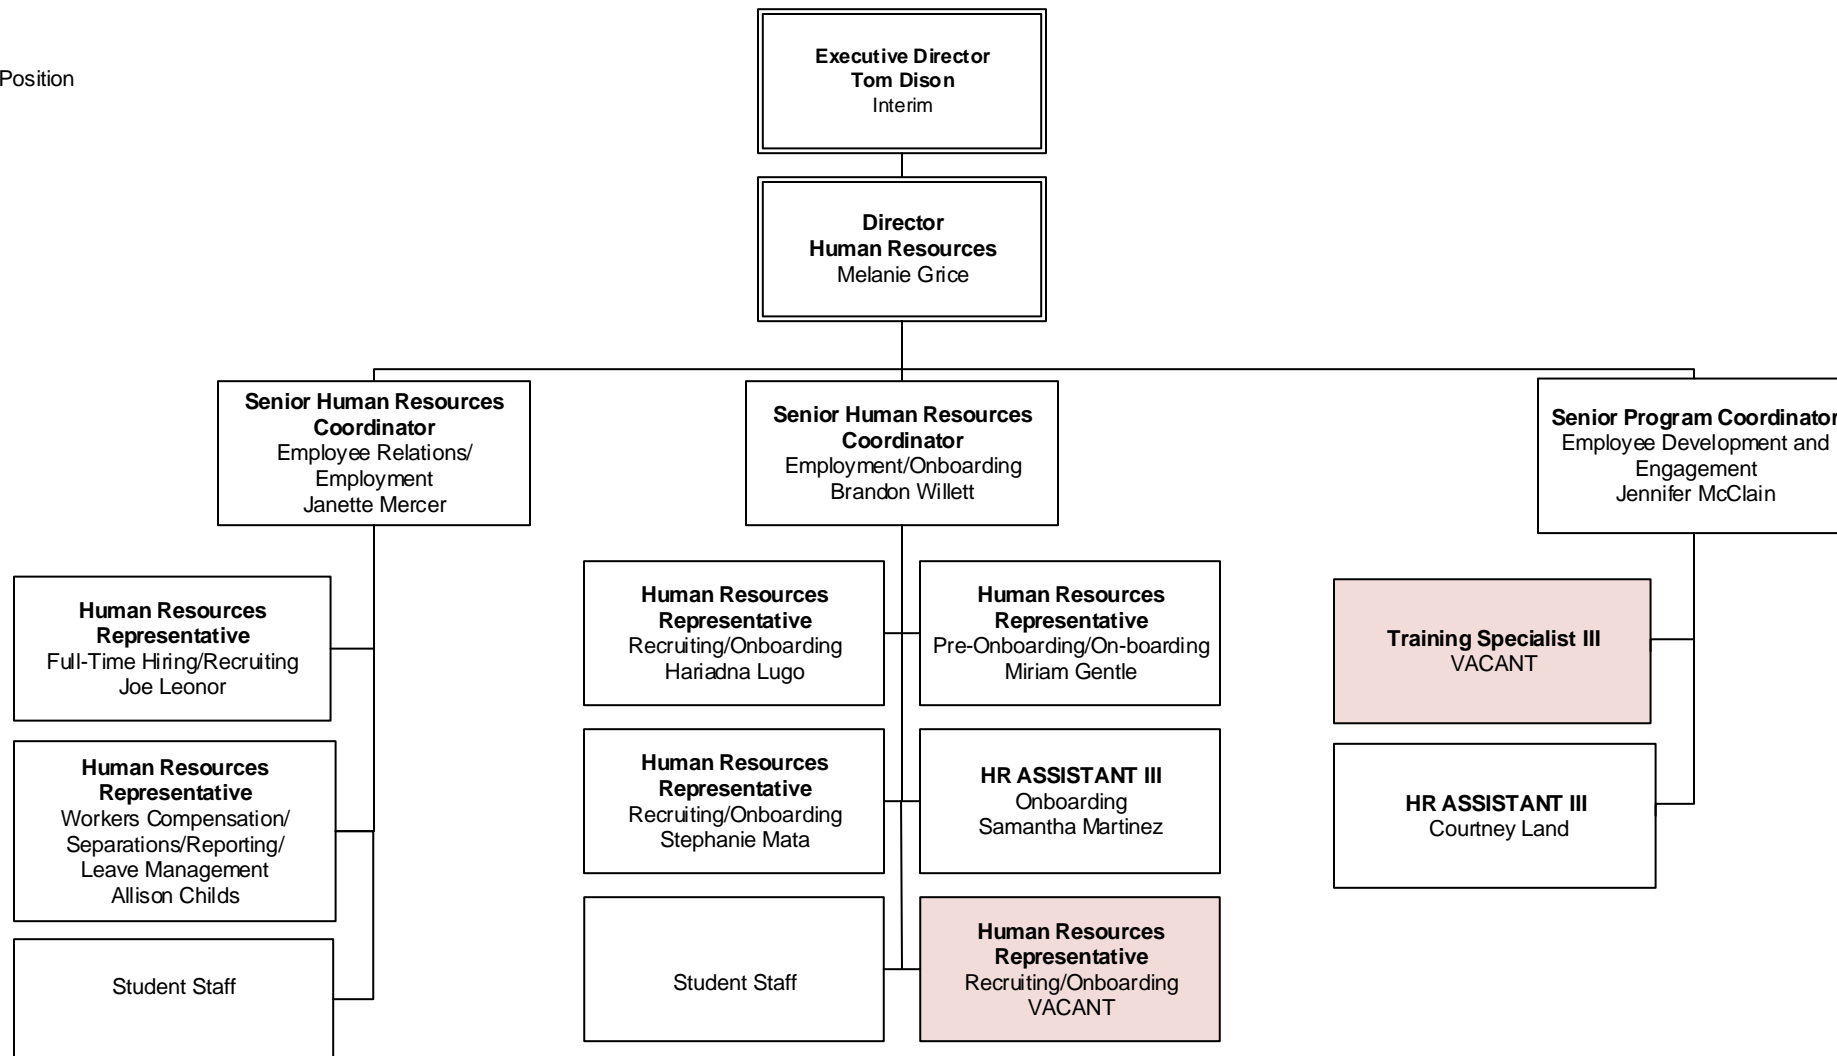 Position
Executive Director
Tom Dison
Interim
Director
Human Resources
Melanie Grice
Senior Human Resources
Coordinator
Employee Relations/
Employment
Janette Mercer
Senior Human Resources
Coordinator
Employment/Onboarding
Brandon Willett
Senior Program Coordinator
Employee Development and
Engagement
Jennifer McClain
Human Resources
Representative
Full-Time Hiring/Recruiting
Joe Leonor
Human Resources
Representative
Workers Compensation/
Separations/Reporting/
Leave Management
Allison Childs
Student Staff
Human Resources
Representative
Recruiting/Onboarding
Hariadna Lugo
Human Resources
Representative
Pre-Onboarding/On-boarding
Miriam Gentle
Human Resources
Representative
Recruiting/Onboarding
Stephanie Mata
HR ASSISTANT III
Onboarding
Samantha Martinez
Student Staff
Human Resources
Representative
Recruiting/Onboarding
VACANT
Training Specialist III
VACANT
HR ASSISTANT III
Courtney Land